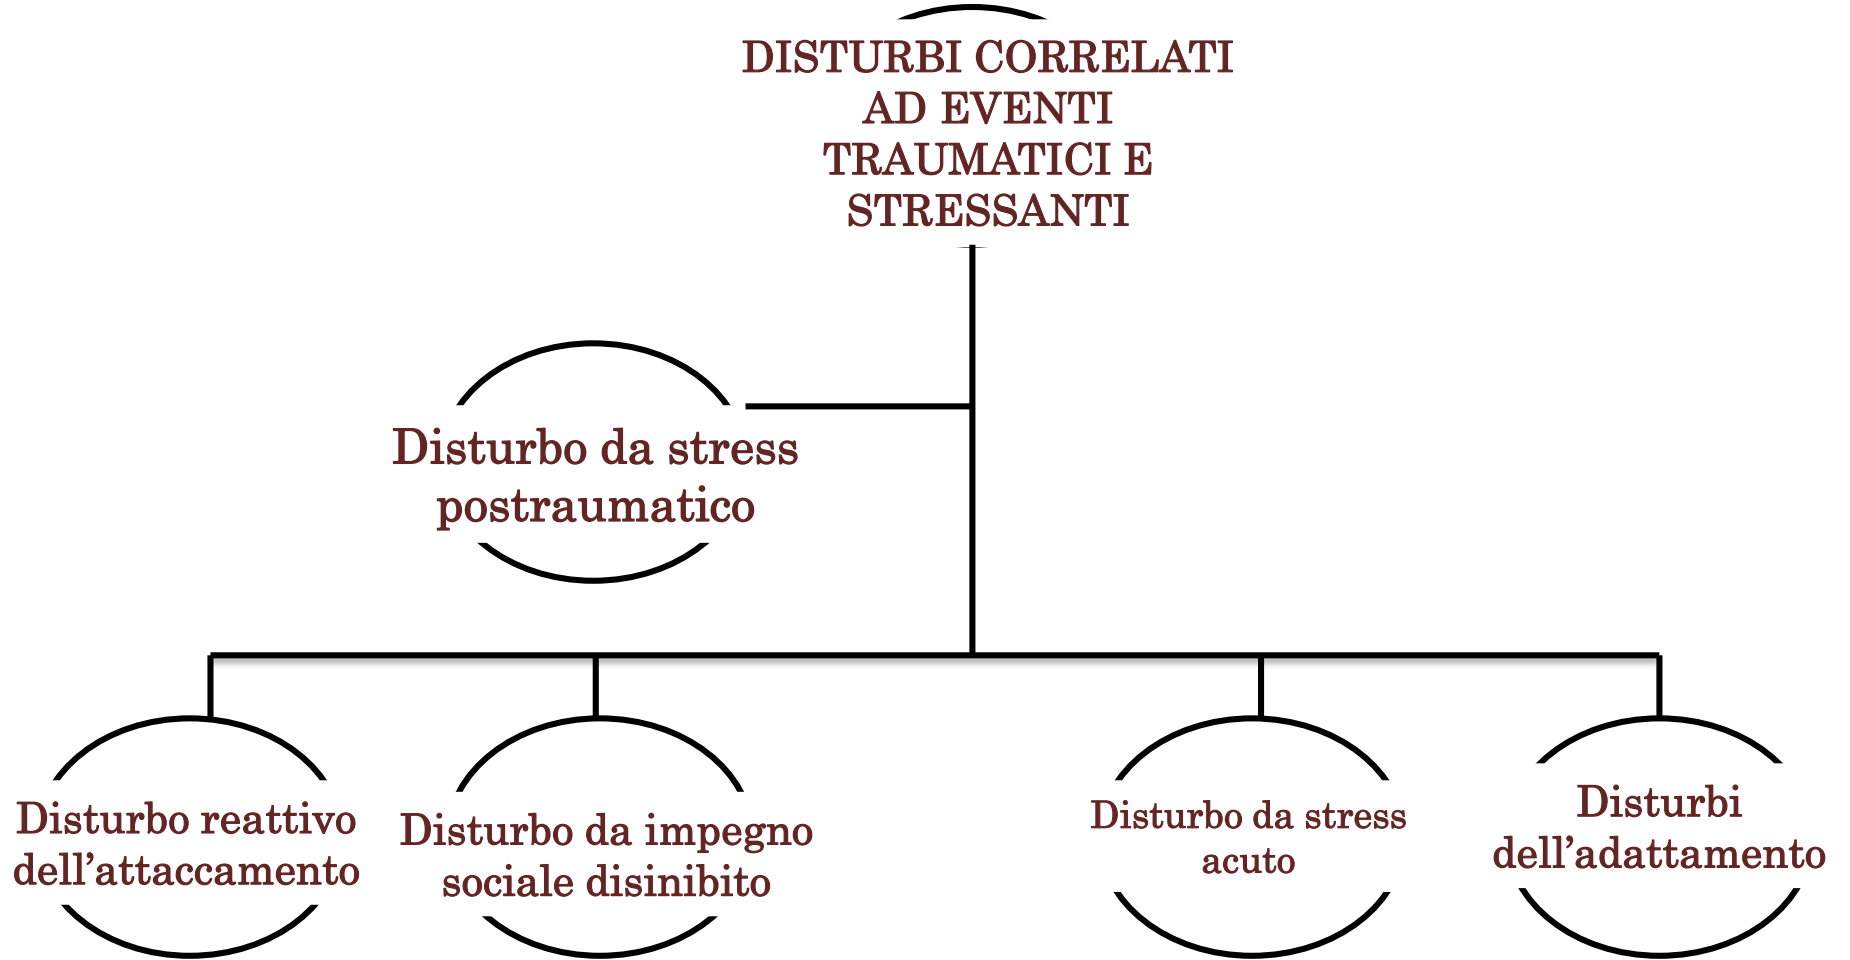 DISTURBI CORRELATI
AD EVENTI
TRAUMATICI E
STRESSANTI
Disturbo da stress
postraumatico
Disturbo reattivo
dell’attaccamento
Disturbo da impegno
sociale disinibito
Disturbo da stress
acuto
Disturbi
dell’adattamento